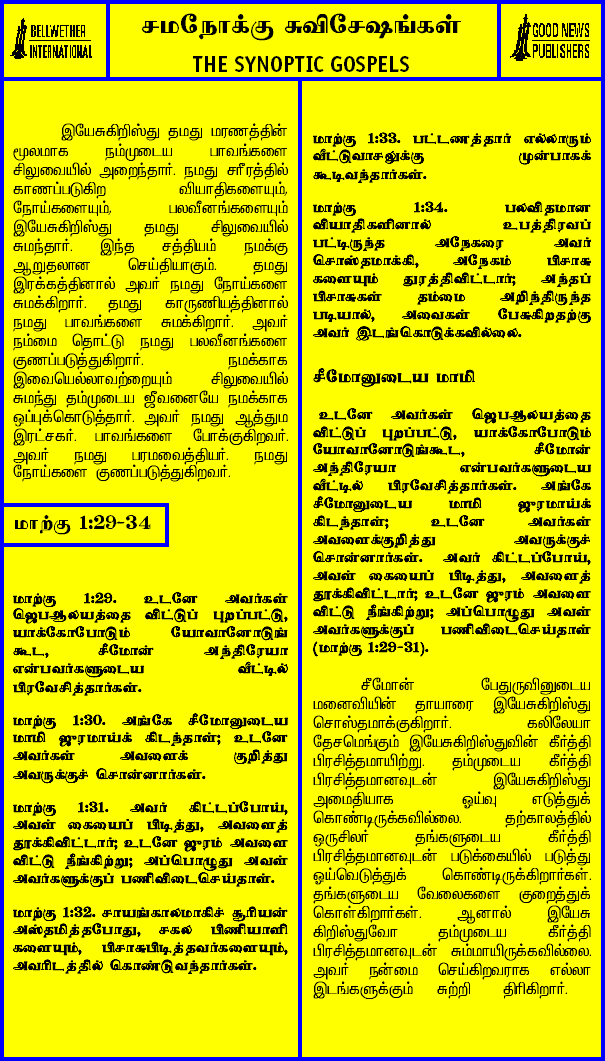 BELLWETHER
INTERNATIONAL
சமநோக்கு சுவிசேஷங்கள்
THE SYNOPTIC GOSPELS
GOOD NEWS
PUBLISHERS
இயேசுகிறிஸ்து தமது மரணத்தின்
மூலமாக நம்முடைய பாவங்களை
சிலுவையில் அறைந்தார். நமது சரீரத்தில்
காணப்படுகிற வியாதிகளையும்,
நோய்களையும், பலவீனங்களையும்
இயேசுகிறிஸ்து தமது சிலுவையில்
சுமந்தார். இந்த சத்தியம் நமக்கு
ஆறுதலான செய்தியாகும். தமது
இரக்கத்தினால் அவர் நமது நோய்களை
சுமக்கிறார். தமது காருணியத்தினால்
நமது பாவங்களை சுமக்கிறார். அவர்
நம்மை தொட்டு நமது பலவீனங்களை
குணப்படுத்துகிறார். நமக்காக
இவையெல்லாவற்றையும் சிலுவையில்
சுமந்து தம்முடைய ஜீவனையே நமக்காக
ஒப்புக்கொடுத்தார். அவர் நமது ஆத்தும
இரட்சகர். பாவங்களை போக்குகிறவர்.
அவர் நமது பரமவைத்தியர். நமது
நோய்களை குணப்படுத்துகிறவர்.
மாற்கு 1:29-34
மாற்கு 1:29. உடனே அவர்கள்
ஜெபஆலயத்தை விட்டுப் புறப்பட்டு,
யாக்கோபோடும் யோவானோடுங்
கூட, சீமோன் அந்திரேயா
என்பவர்களுடைய வீட்டில்
பிரவேசித்தார்கள்.
மாற்கு 1:30. அங்கே சீமோனுடைய
மாமி ஜுரமாய்க் கிடந்தாள்; உடனே
அவர்கள் அவளைக் குறித்து
அவருக்குச் சொன்னார்கள்.
மாற்கு 1:31. அவர் கிட்டப்போய்,
அவள் கையைப் பிடித்து, அவளைத்
தூக்கிவிட்டார்; உடனே ஜுரம் அவளை
விட்டு நீங்கிற்று; அப்பொழுது அவள்
அவர்களுக்குப் பணிவிடைசெய்தாள்.
மாற்கு 1:32. சாயங்காலமாகிச் சூரியன்
அஸ்தமித்தபோது, சகல பிணியாளி
களையும், பிசாசுபிடித்தவர்களையும்,
அவரிடத்தில் கொண்டுவந்தார்கள்.
மாற்கு 1:33. பட்டணத்தார் எல்லாரும்
வீட்டுவாசலுக்கு முன்பாகக்
கூடிவந்தார்கள்.
மாற்கு 1:34. பலவிதமான
வியாதிகளினால் உபத்திரவப்
பட்டிருந்த அநேகரை அவர்
சொஸ்தமாக்கி, அநேகம் பிசாசு
களையும் துரத்திவிட்டார்; அந்தப்
பிசாசுகள் தம்மை அறிந்திருந்த
படியால், அவைகள் பேசுகிறதற்கு
அவர் இடங்கொடுக்கவில்லை.
சீமோனுடைய மாமி
உடனே அவர்கள் ஜெபஆலயத்தை
விட்டுப் புறப்பட்டு, யாக்கோபோடும்
யோவானோடுங்கூட, சீமோன்
அந்திரேயா என்பவர்களுடைய
வீட்டில் பிரவேசித்தார்கள். அங்கே
சீமோனுடைய மாமி ஜுரமாய்க்
கிடந்தாள்; உடனே அவர்கள்
அவளைக்குறித்து அவருக்குச்
சொன்னார்கள். அவர் கிட்டப்போய்,
அவள் கையைப் பிடித்து, அவளைத்
தூக்கிவிட்டார்; உடனே ஜுரம் அவளை
விட்டு நீங்கிற்று; அப்பொழுது அவள்
அவர்களுக்குப் பணிவிடைசெய்தாள்
(மாற்கு 1:29-31).
சீமோன் பேதுருவினுடைய
மனைவியின் தாயாரை இயேசுகிறிஸ்து
சொஸ்தமாக்குகிறார். கலிலேயா
தேசமெங்கும் இயேசுகிறிஸ்துவின் கீர்த்தி
பிரசித்தமாயிற்று. தம்முடைய கீர்த்தி
பிரசித்தமானவுடன் இயேசுகிறிஸ்து
அமைதியாக ஓய்வு எடுத்துக்
கொண்டிருக்கவில்லை. தற்காலத்தில்
ஒருசிலர் தங்களுடைய கீர்த்தி
பிரசித்தமானவுடன் படுக்கையில் படுத்து
ஓய்வெடுத்துக் கொண்டிருக்கிறார்கள்.
தங்களுடைய வேலைகளை குறைத்துக்
கொள்கிறார்கள். ஆனால் இயேசு
கிறிஸ்துவோ தம்முடைய கீர்த்தி
பிரசித்தமானவுடன் சும்மாயிருக்கவில்லை.
அவர் நன்மை செய்கிறவராக எல்லா
இடங்களுக்கும் சுற்றி திரிகிறார்.